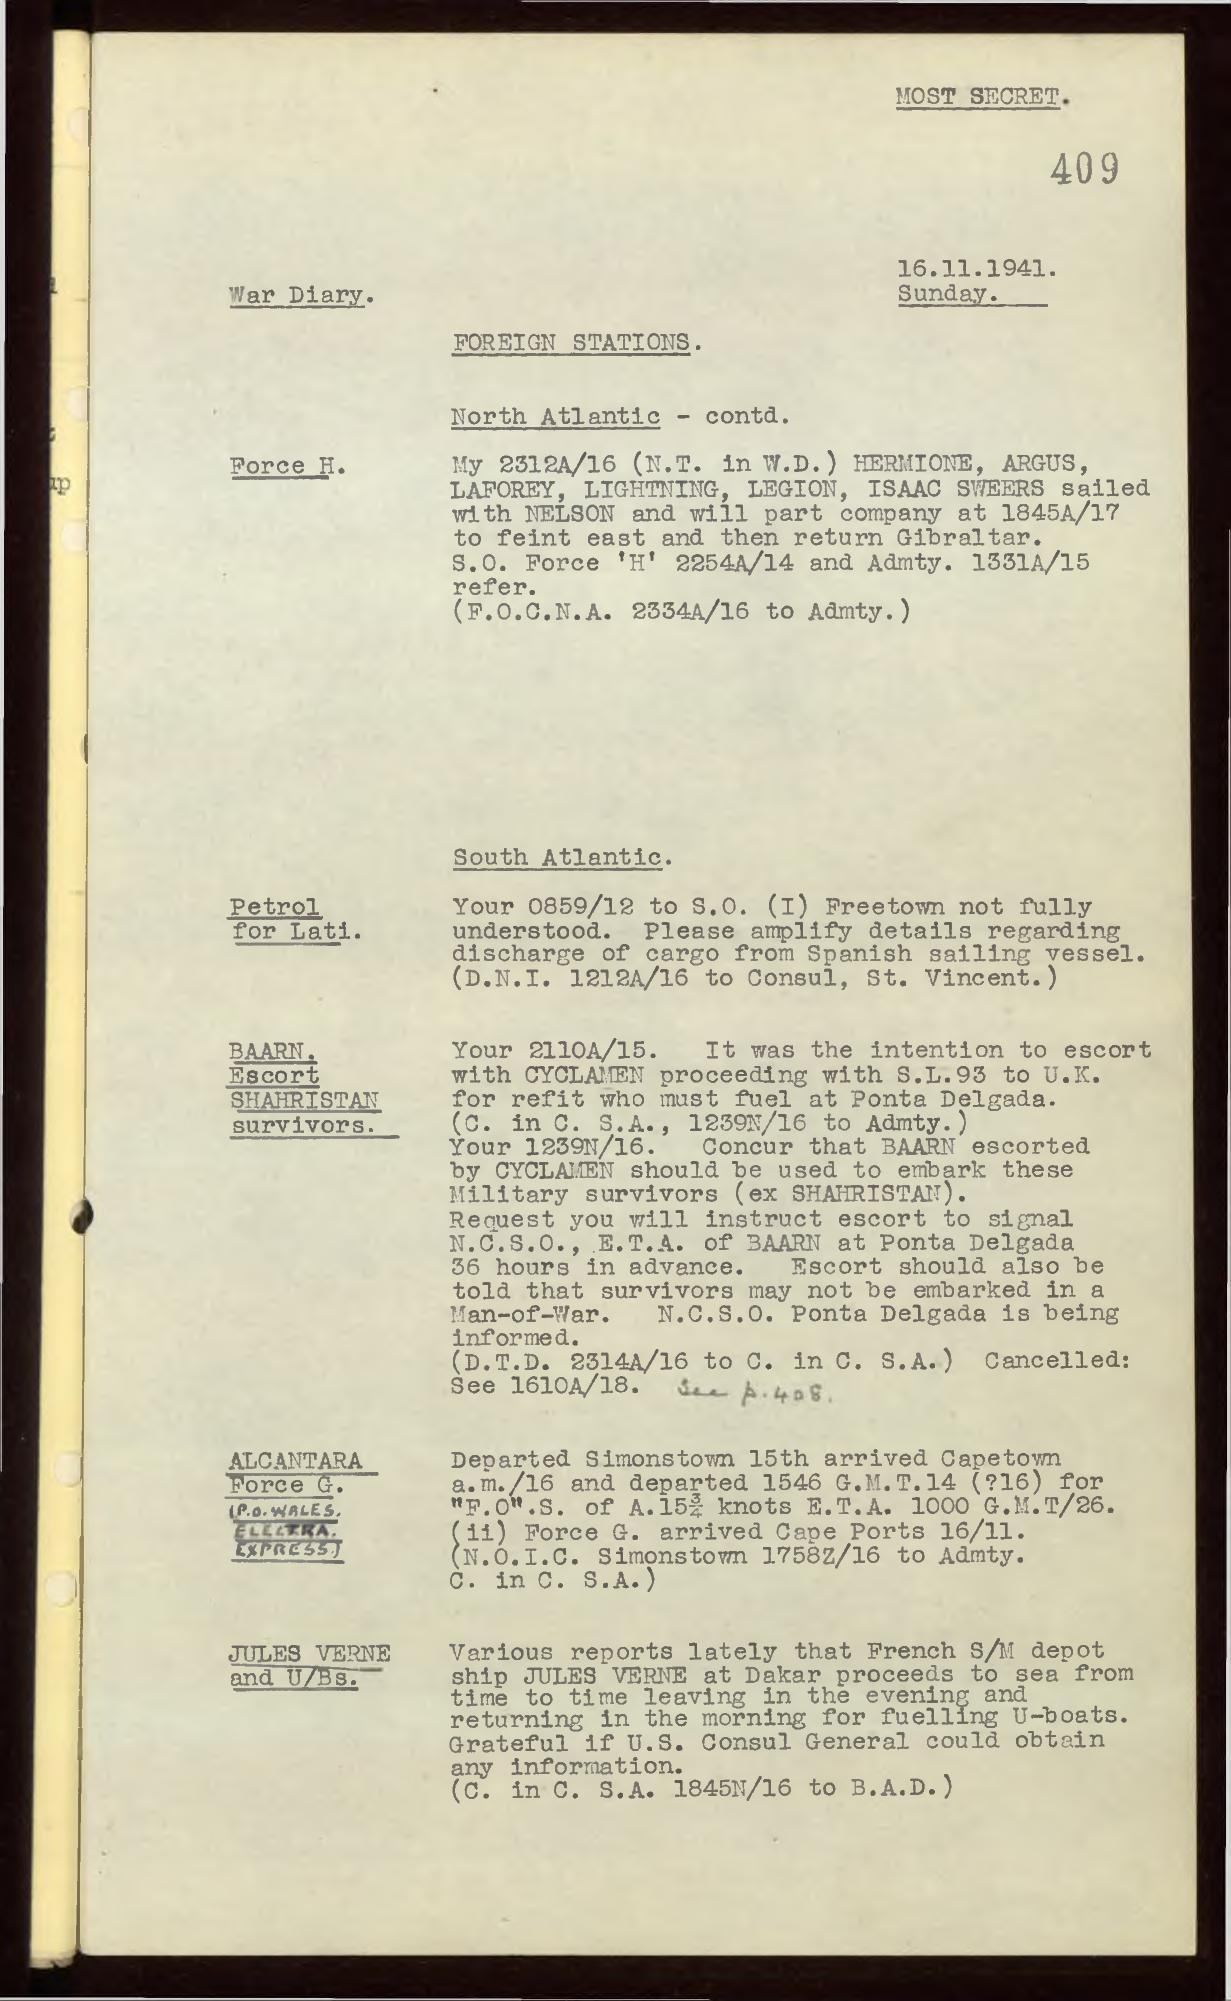 MOST SECRET.
409
16.11.1941.
War Diary.
Sunday.
FOREIGN STATIONS.
North Atlantic - contd.
Force H.
My 2312A/16 (N.T. in W.D.) HERMIONE, ARGUS,
LAFOREY, LIGHTNING, LEGION, ISAAC SWEERS sailed
with NELSON and will part company at 1845A/17
to feint east and then return Gibraltar.
S.O. Force 'H' 2254A/14 and Admty. 1331A/15
refer.
(F.O.C.N.A. 2334A/16 to Admty.)
South Atlantic.
Petrol
for Lati.
Your 0859/12 to S.O. (I) Freetown not fully
understood. Please amplify details regarding
discharge of cargo from Spanish sailing vessel.
(D.N.I. 1212A/16 to Consul, St. Vincent.)
BAARN.
Escort
SHAHRISTAN
survivors.
Your 2110A/15. It was the intention to escort
with CYCLAMEN proceeding with S.L.93 to U.K.
for refit who must fuel at Ponta Delgada.
(C. in C. S.A., 1239N/16 to Admty.)
Your 1239N/16. Concur that BAARN escorted
by CYCLAMEN should be used to embark these
Military survivors (ex SHAHRISTAN).
Request you will instruct escort to signal
N.C.S.O., E.T.A. of BAARN at Ponta Delgada
36 hours in advance. Escort should also be
told that survivors may not be embarked in a
Man-of-War. N.C.S.O. Ponta Delgada is being
informed.
(D.T.D. 2314A/16 to C. in C. S.A.) Cancelled:
See 1610A/18. See p.408.
ALCANTARA
Force G.
(P.O.WALES.
ELECTRA.
EXPRESS.)
Departed Simonstown 15th arrived Capetown
a.m./16 and departed 1546 G.M.T.14 (?16) for
"F.O".S. of A.15¾ knots E.T.A. 1000 G.M.T/26.
(ii) Force G. arrived Cape Ports 16/11.
(N.O.I.C. Simonstown 1758Z/16 to Admty.
C. in C. S.A.)
JULES VERNE
and U/Bs.
Various reports lately that French S/M depot
ship JULES VERNE at Dakar proceeds to sea from
time to time leaving in the evening and
returning in the morning for fuelling U-boats.
Grateful if U.S. Consul General could obtain
any information.
(C. in C. S.A. 1845N/16 to B.A.D.)
up